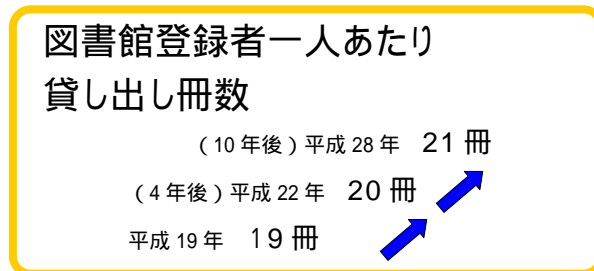 図書館登録者一人あたり
貸し出し冊数
(10年後)平成28年 21冊
(4年後)平成22年 20冊
平成19年 19冊